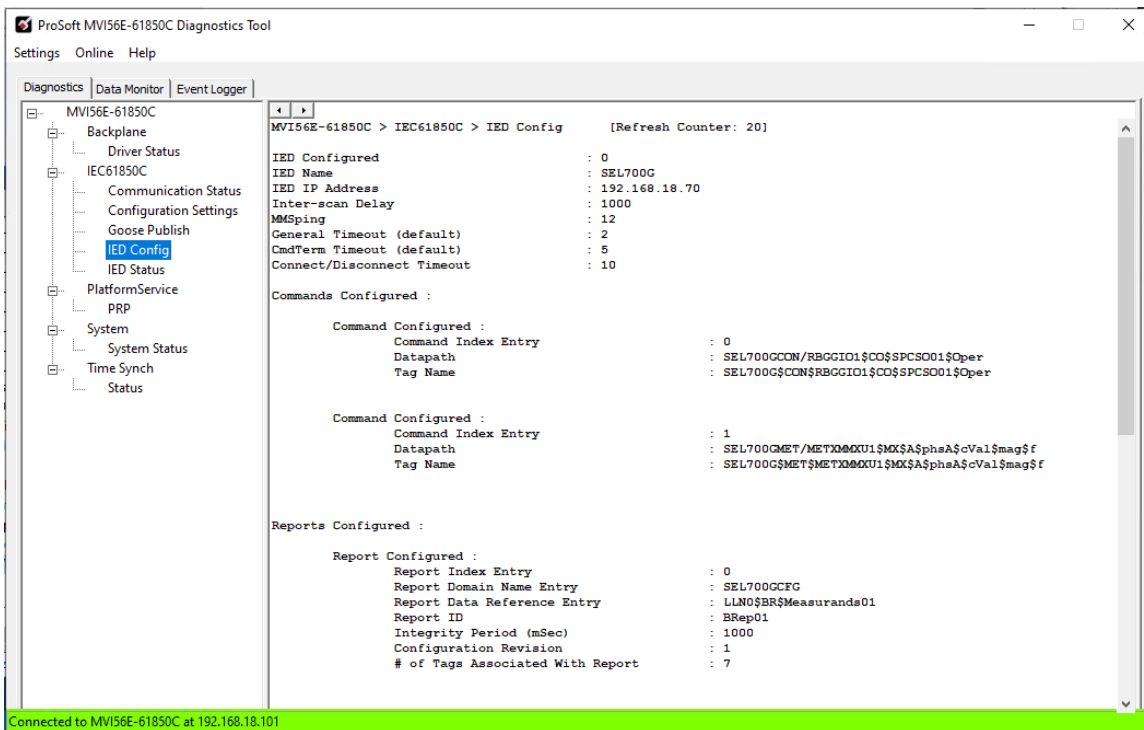 ProSoft MVI56E-61850C Diagnostics Tool
Settings Online Help
Diagnostics Data Monitor Event Logger
MVI56E-61850C
Backplane
Driver Status
IEC61850C
Communication Status
Configuration Settings
Goose Publish
IED Config
IED Status
PlatformService
PRP
System
System Status
Time Synch
Status
MVI56E-61850C > IEC61850C > IED Config [Refresh Counter: 20]
IED Configured : 0
IED Name : SEL700G
IED IP Address : 192.168.18.70
Inter-scan Delay : 1000
MMSping : 12
General Timeout (default) : 2
CmdTerm Timeout (default) : 5
Connect/Disconnect Timeout : 10
Commands Configured :
Command Configured :
Command Index Entry : 0
Datapath : SEL700GCON/RBGGIO1$CO$SPCSO01$Oper
Tag Name : SEL700G$CON$RBGGIO1$CO$SPCSO01$Oper
Command Configured :
Command Index Entry : 1
Datapath : SEL700GMET/METXMMXU1$MX$A$phsA$cVal$mag$f
Tag Name : SEL700G$MET$METXMMXU1$MX$A$phsA$cVal$mag$f
Reports Configured :
Report Configured :
Report Index Entry : 0
Report Domain Name Entry : SEL700GCFG
Report Data Reference Entry : LLN0$BR$Measurands01
Report ID : BRep01
Integrity Period (mSec) : 1000
Configuration Revision : 1
# of Tags Associated With Report : 7
Connected to MVI56E-61850C at 192.168.18.101